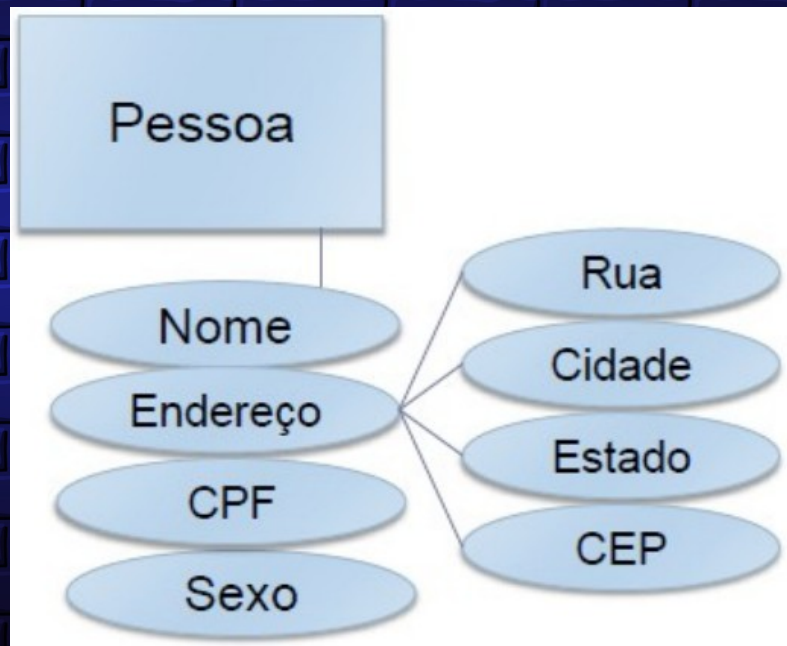 Pessoa
Nome
Endereço
CPF
Sexo
Rua
Cidade
Estado
CEP